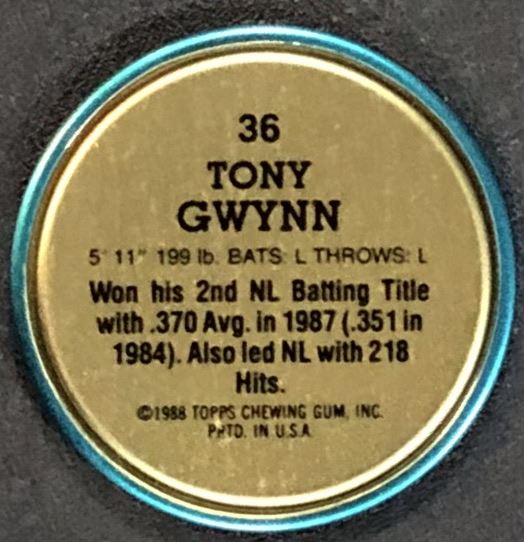 36
TONY
GWYNN
5' 11" 199 lb. BATS: L THROWS: L
Won his 2nd NL Batting Title
with .370 Avg. in 1987 (.351 in
1984). Also led NL with 218
Hits.
©1988 TOPPS CHEWING GUM, INC.
PRTD. IN U.S.A.